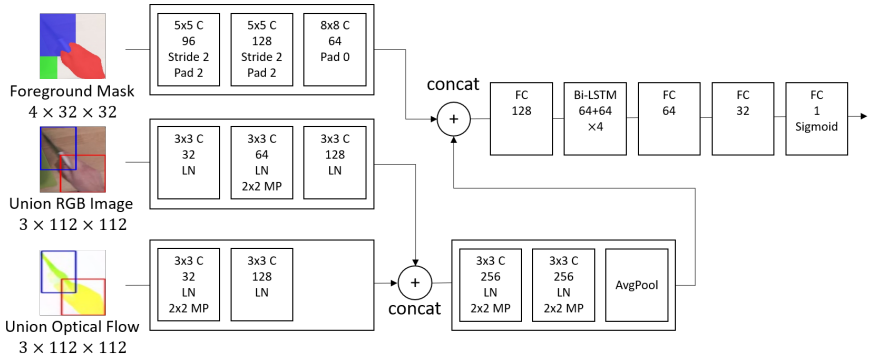 5x5 C
96
Stride 2
Pad 2
5x5 C
128
Stride 2
Pad 2
8x8 C
64
Pad 0
Foreground Mask
4 × 32 × 32
3x3 C
32
LN
3x3 C
64
LN
2x2 MP
3x3 C
128
LN
Union RGB Image
3 × 112 × 112
3x3 C
32
LN
2x2 MP
3x3 C
128
LN
Union Optical Flow
3 × 112 × 112
+
concat
3x3 C
256
LN
2x2 MP
3x3 C
256
LN
2x2 MP
AvgPool
concat
+
FC
128
Bi-LSTM
64+64
×4
FC
64
FC
32
FC
1
Sigmoid